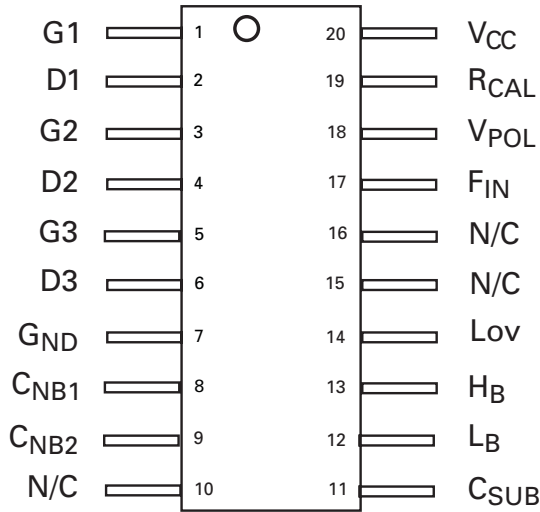 G1 1 20 VCC
D1 2 19 RCAL
G2 3 18 VPOL
D2 4 17 FIN
G3 5 16 N/C
D3 6 15 N/C
GND 7 14 Lov
CNB1 8 13 HB
CNB2 9 12 LB
N/C 10 11 CSUB